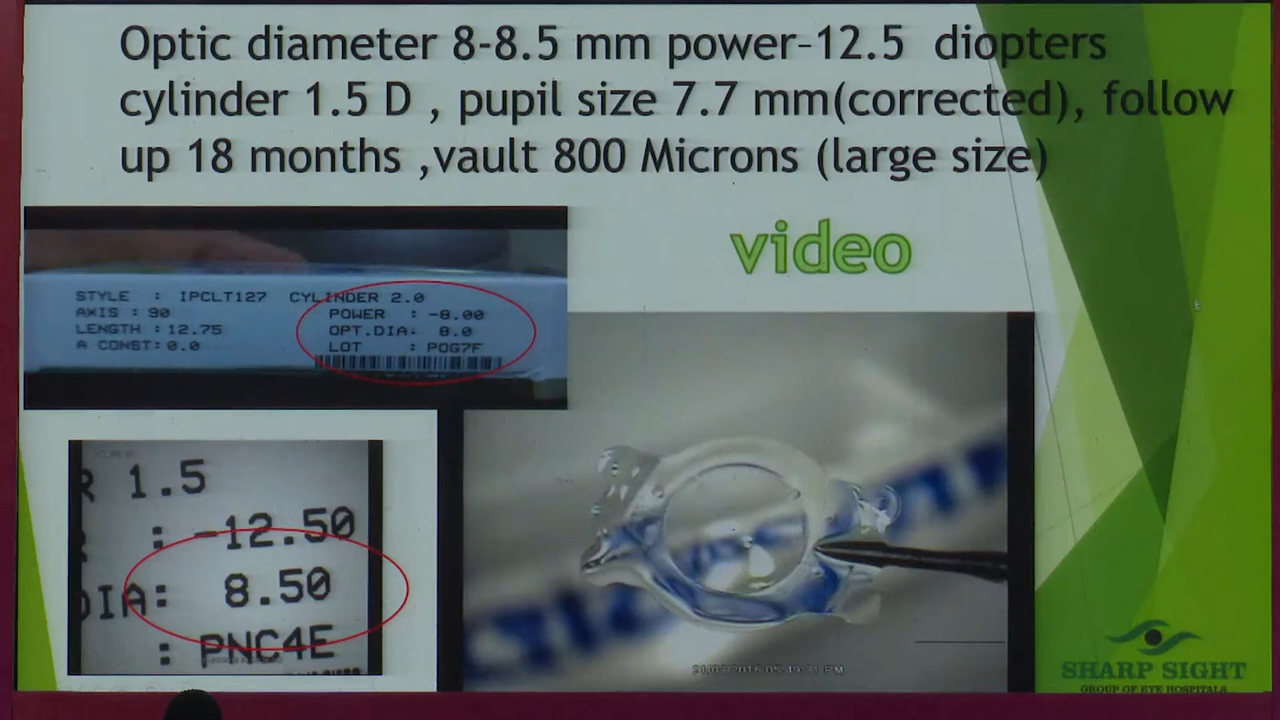 Optic diameter 8-8.5 mm power-12.5 diopters
cylinder 1.5 D , pupil size 7.7 mm(corrected), follow
up 18 months ,vault 800 Microns (large size)
video
STYLE : IPCLT127 CYLINDER 2.0
AXIS : 90 POWER : -8.00
LENGTH : 12.75 OPT.DIA: 8.0
A CONST: 0.0 LOT : POG7F
R 1.5
: -12.50
DIA: 8.50
: PNC4E
SHARP SIGHT
GROUP OF EYE HOSPITALS